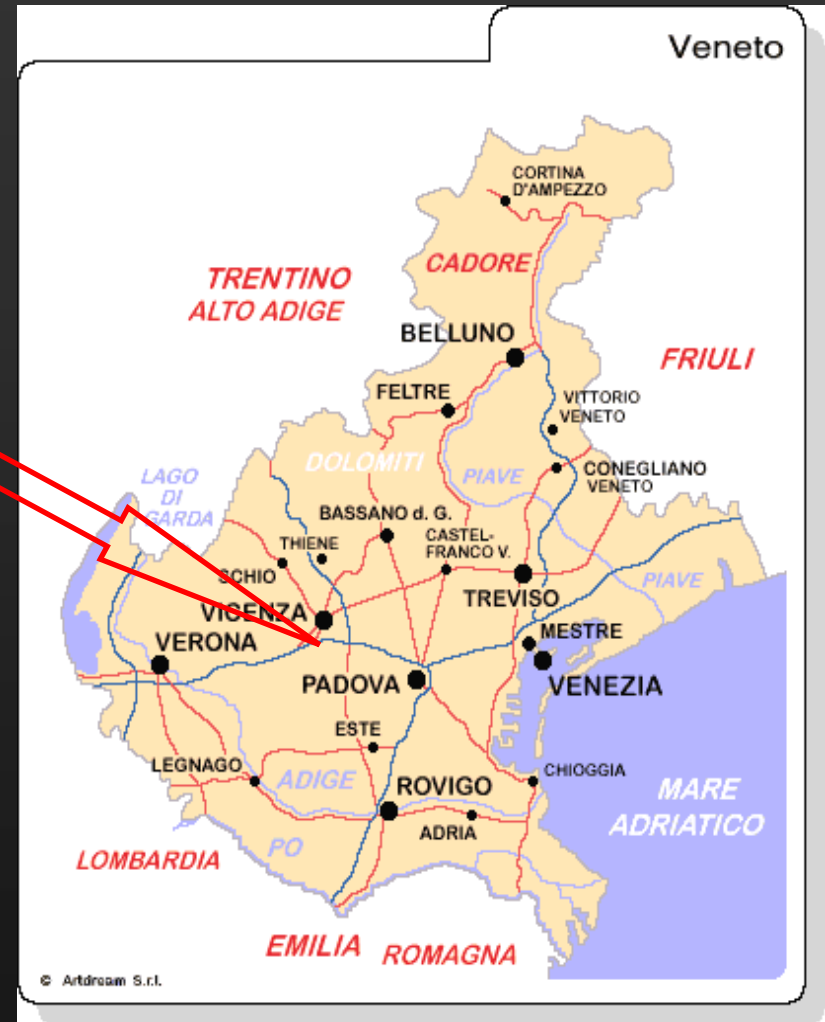 Veneto
CORTINA
D'AMPEZZO
CADORE
TRENTINO
ALTO ADIGE
BELLUNO
FRIULI
FELTRE
VITTORIO
VENETO
DOLOMITI
PIAVE
CONEGLIANO
VENETO
LAGO
DI
GARDA
BASSANO d. G.
CASTEL-
FRANCO V.
THIENE
SCHIO
TREVISO
PIAVE
VICENZA
MESTRE
VERONA
PADOVA
VENEZIA
ESTE
LEGNAGO
ADIGE
ROVIGO
CHIOGGIA
MARE
ADRIATICO
ADRIA
PO
LOMBARDIA
EMILIA ROMAGNA
© Artdream S.r.l.